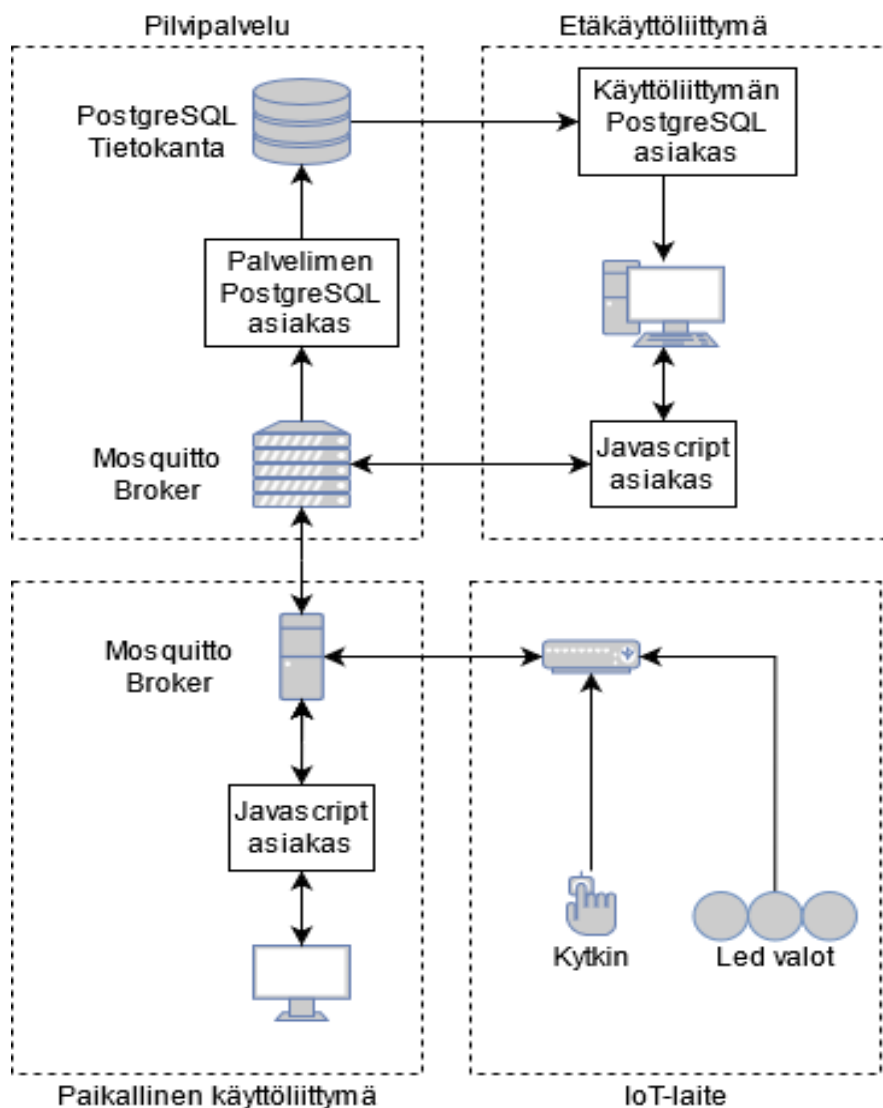 Pilvipalvelu
Etäkäyttöliittymä
PostgreSQL
Tietokanta
Käyttöliittymän
PostgreSQL
asiakas
Palvelimen
PostgreSQL
asiakas
Mosquitto
Broker
Javascript
asiakas
Mosquitto
Broker
Javascript
asiakas
Kytkin
Led valot
Paikallinen käyttöliittymä
IoT-laite